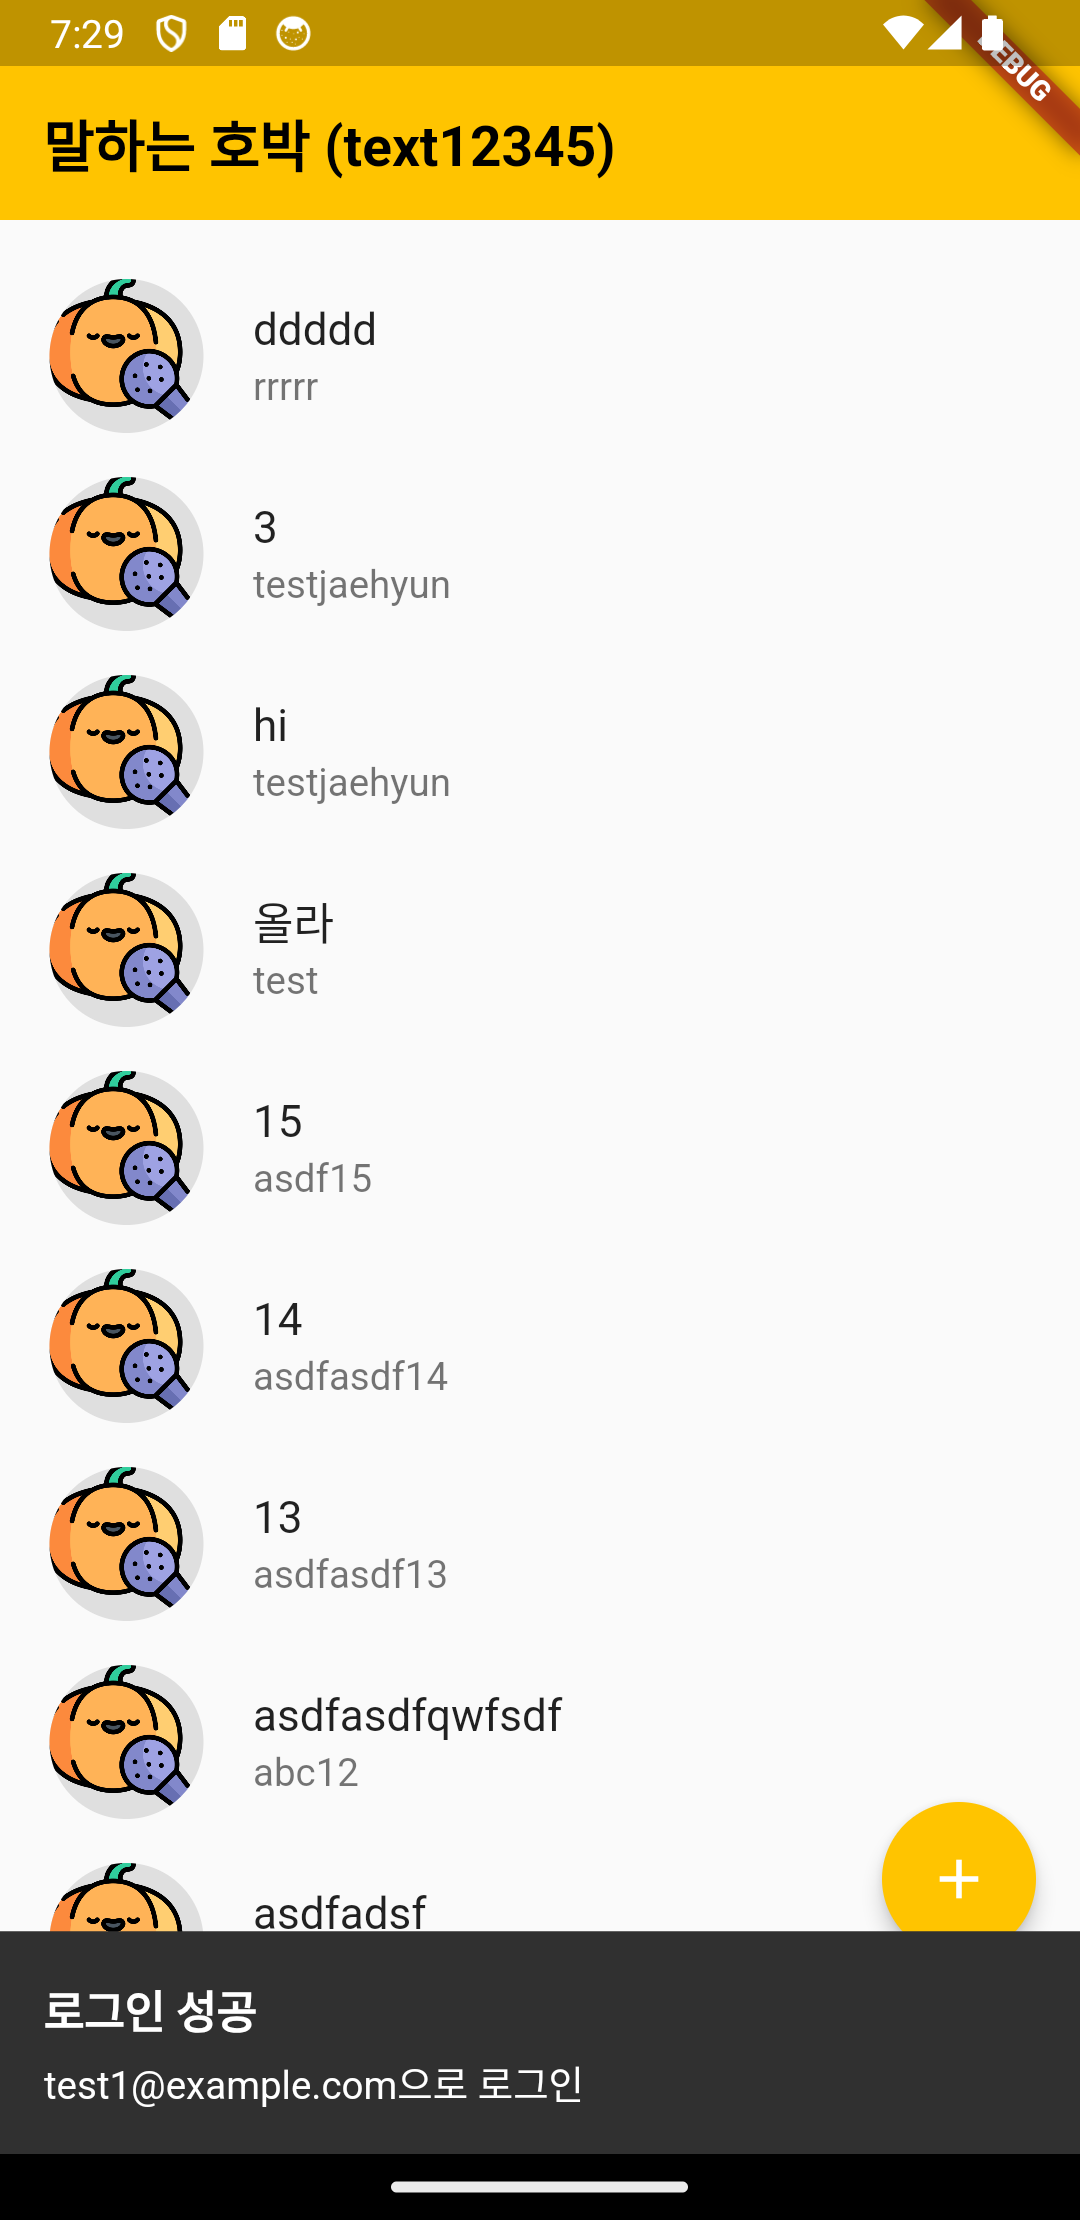 7:29
DEBUG
말하는 호박 (text12345)
ddddd
rrrrr
3
testjaehyun
hi
testjaehyun
올라
test
15
asdf15
14
asdfasdf14
13
asdfasdf13
asdfasdfqwfsdf
abc12
asdfadsf
로그인 성공
test1@example.com으로 로그인